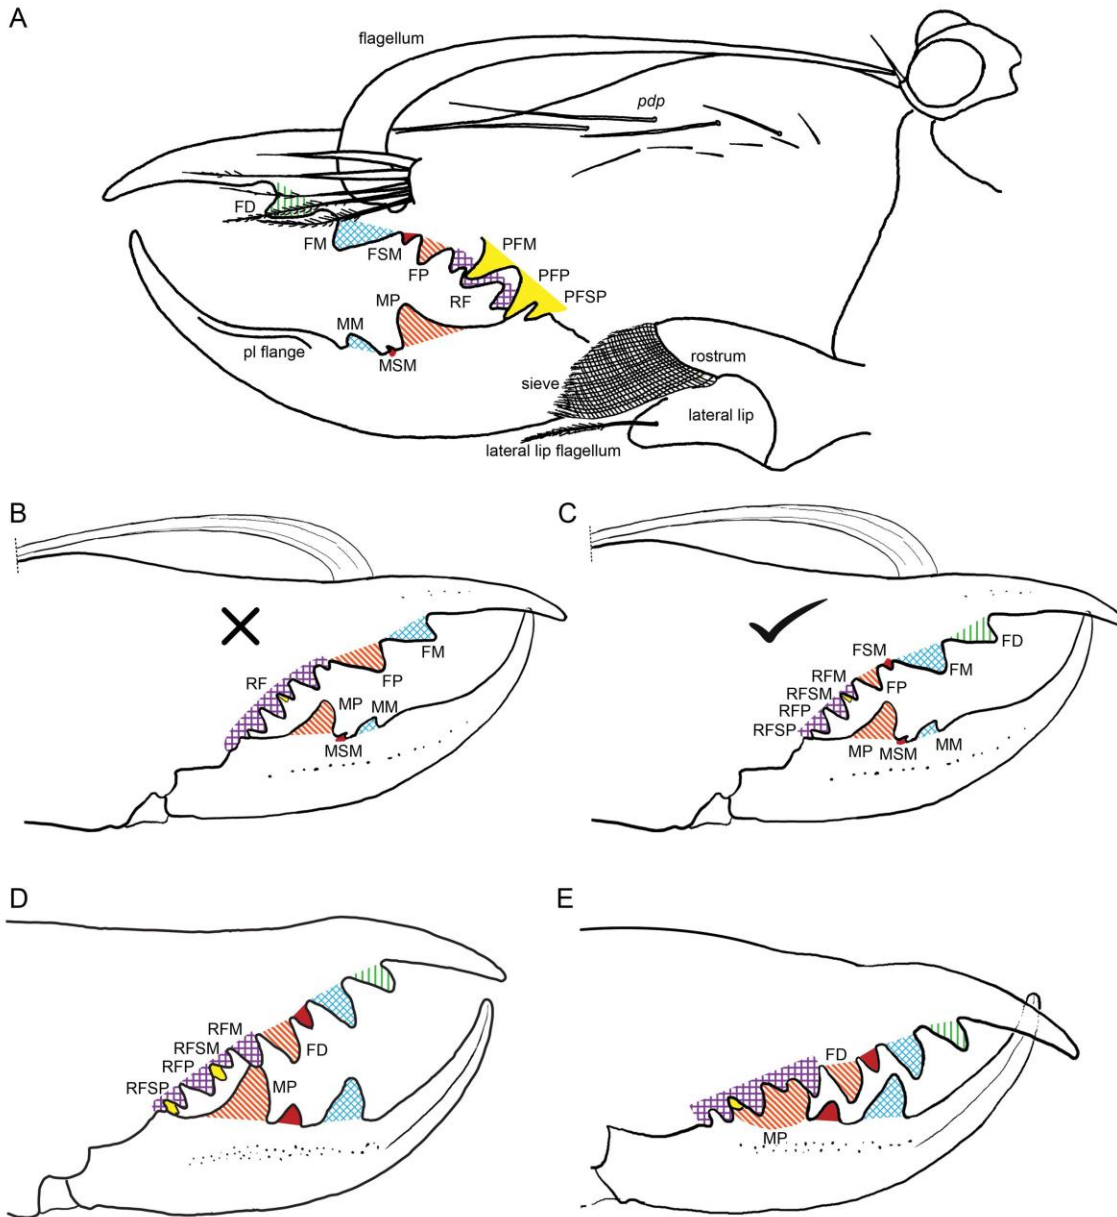 A
flagellum
pdp
FD
FM
FSM
FP
RF
PFM
PFP
PFSP
MP
MM
MSM
pl flange
sieve
rostrum
lateral lip
lateral lip flagellum
B
RF
FP
FM
MP
MM
MSM
C
FD
FSM
FM
RFM
FP
RFSM
RFP
RFSP
MP
MSM
MM
D
RFM
FD
RFSM
RFP
RFSP
MP
E
FD
MP